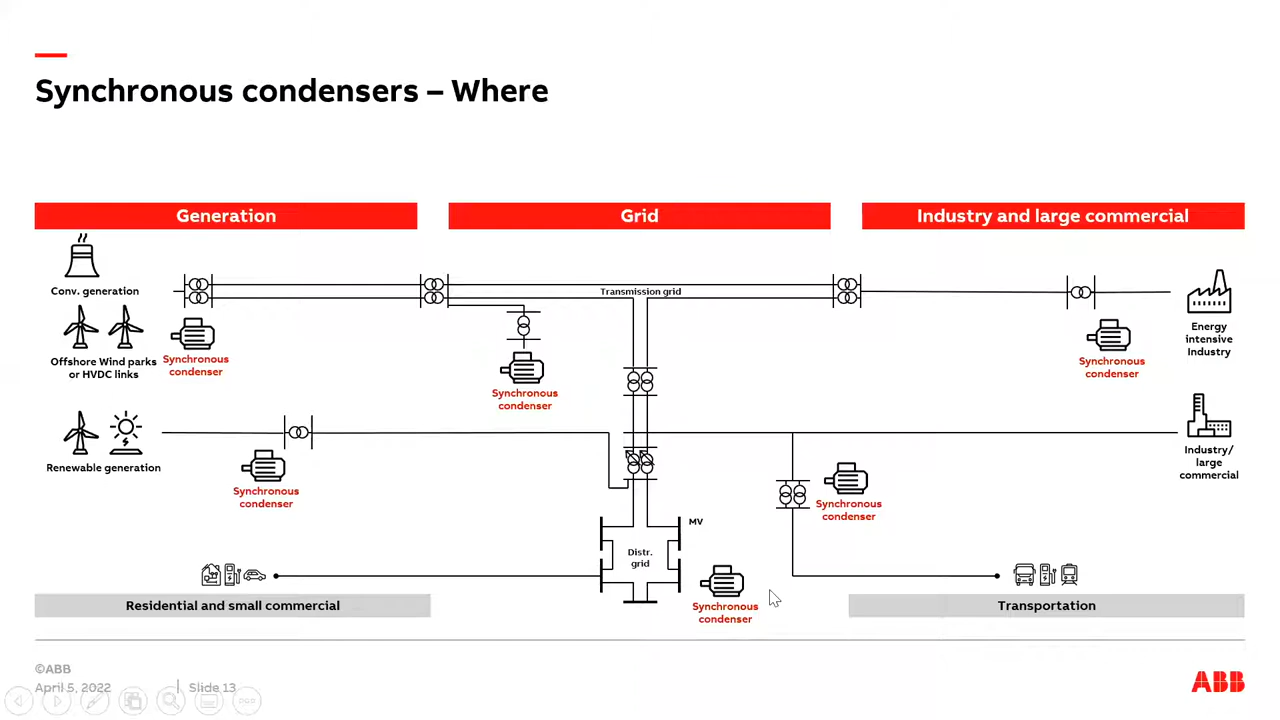 Synchronous condensers – Where
Generation
Grid
Industry and large commercial
Conv. generation
Transmission grid
Offshore Wind parks
or HVDC links
Synchronous
condenser
Synchronous
condenser
Synchronous
condenser
Energy
intensive
Industry
Renewable generation
Synchronous
condenser
Synchronous
condenser
Industry/
large
commercial
MV
Distr.
grid
Synchronous
condenser
Residential and small commercial
Transportation
©ABB
April 5, 2022
Slide 13
ABB